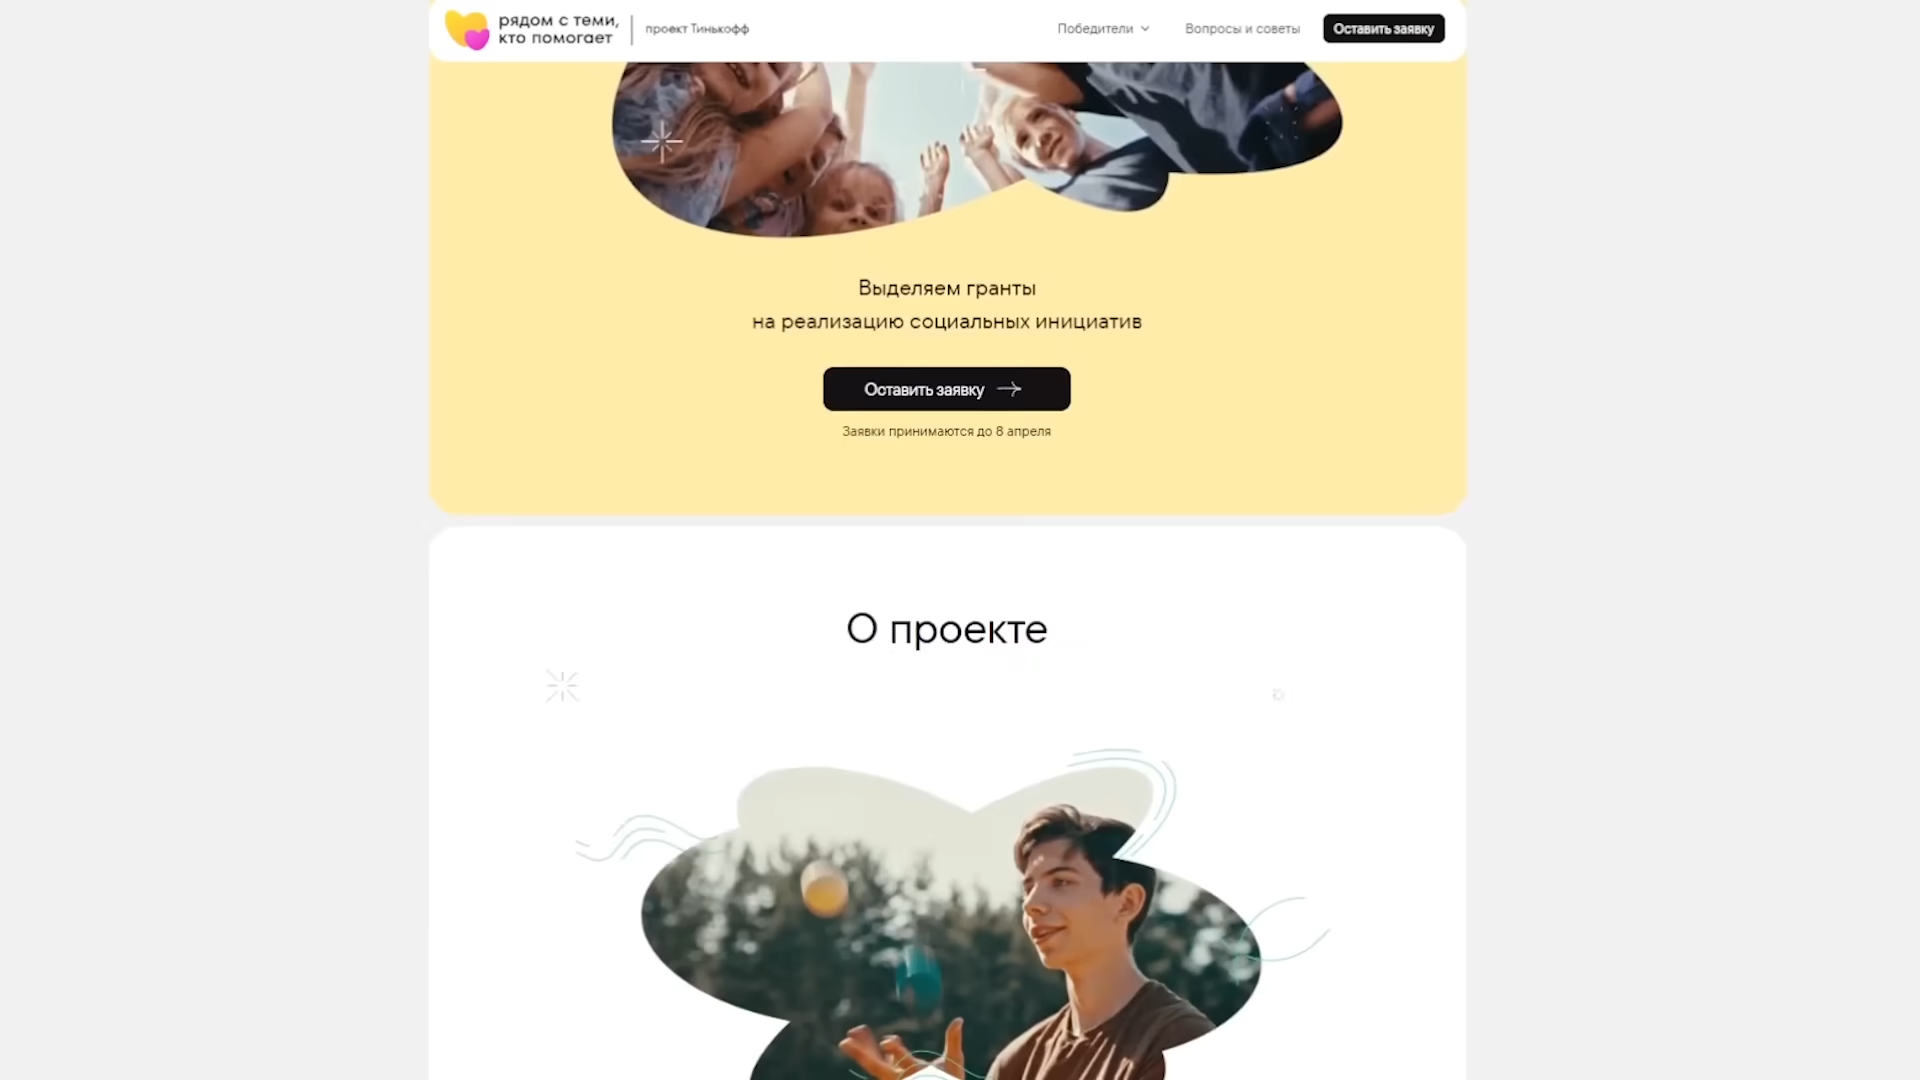 рядом с теми,
кто помогает
проект Тинькофф
Победители
Вопросы и советы
Оставить заявку
Выделяем гранты
на реализацию социальных инициатив
Оставить заявку
Заявки принимаются до 8 апреля
О проекте